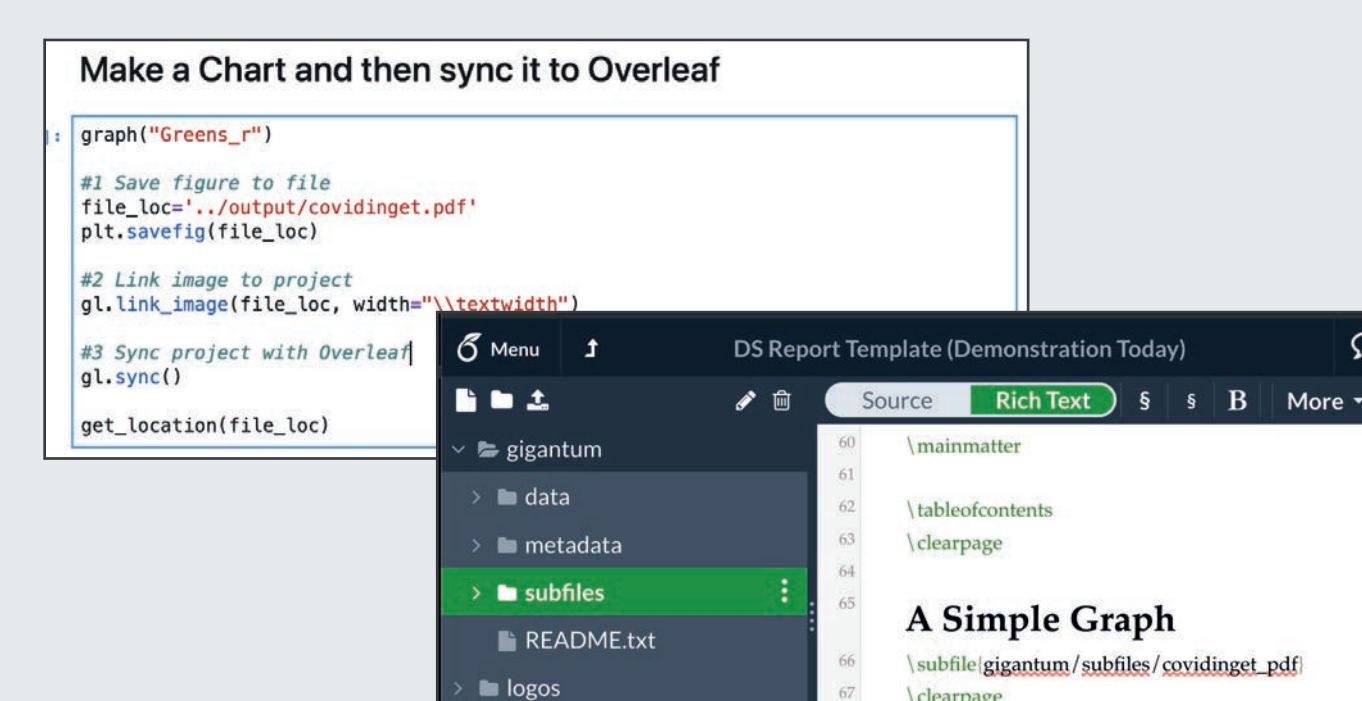 Make a Chart and then sync it to Overleaf
]:
graph("Greens_r")
#1 Save figure to file
file_loc='../output/covidinget.pdf'
plt.savefig(file_loc)
#2 Link image to project
gl.link_image(file_loc, width="\\textwidth")
#3 Sync project with Overleaf
gl.sync()
get_location(file_loc)
Menu
DS Report Template (Demonstration Today)
Source Rich Text § § B More
gigantum
data
metadata
subfiles
README.txt
logos
60 \mainmatter
61
62 \tableofcontents
63 \clearpage
64
65 A Simple Graph
66 \subfile{gigantum/subfiles/covidinget_pdf}
67 \clearpage